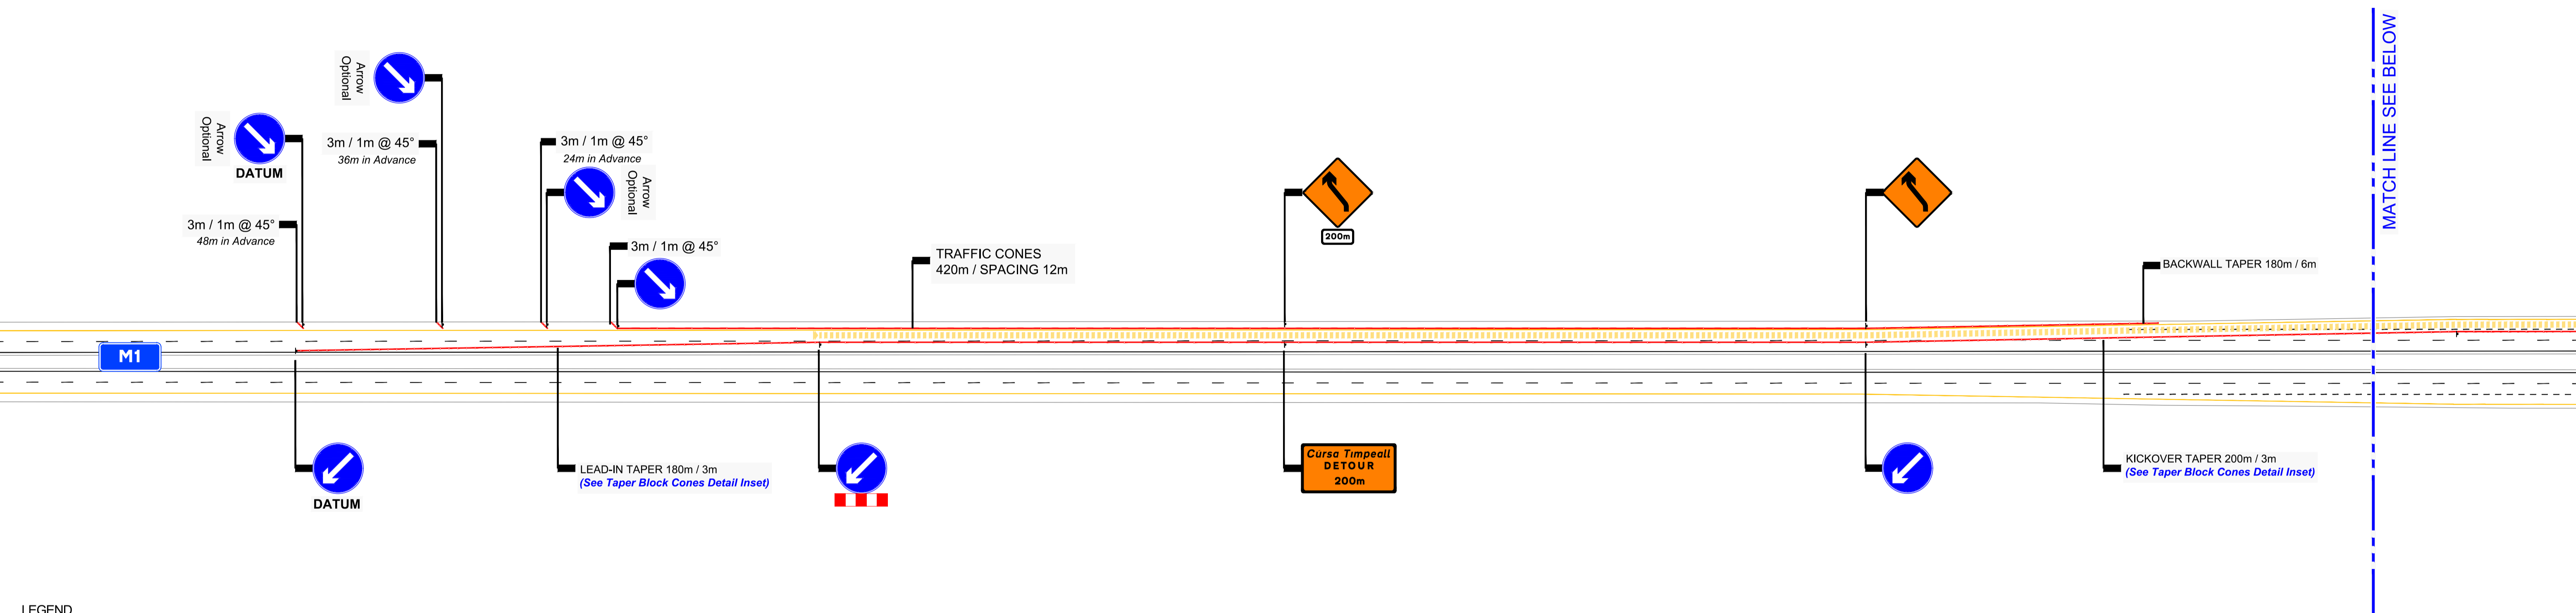 Arrow
Optional
Arrow
Optional
DATUM
3m / 1m @ 45°
36m in Advance
3m / 1m @ 45°
24m in Advance
Arrow
Optional
3m / 1m @ 45°
48m in Advance
3m / 1m @ 45°
TRAFFIC CONES
420m / SPACING 12m
200m
BACKWALL TAPER 180m / 6m
MATCH LINE SEE BELOW
M1
DATUM
LEAD-IN TAPER 180m / 3m
(See Taper Block Cones Detail Inset)
Cursa Timpeall
DETOUR
200m
KICKOVER TAPER 200m / 3m
(See Taper Block Cones Detail Inset)
LEGEND